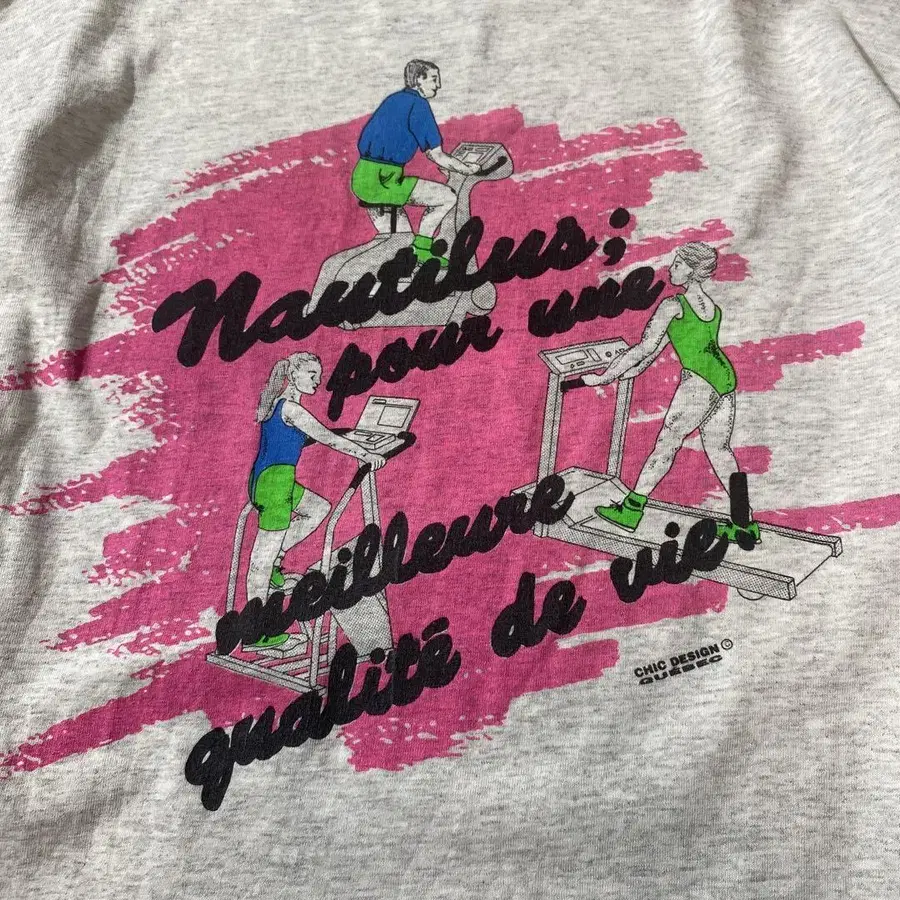 Nautilus;
pour une
meilleure
qualité de vie!
CHIC DESIGN ©
QUÉBEC